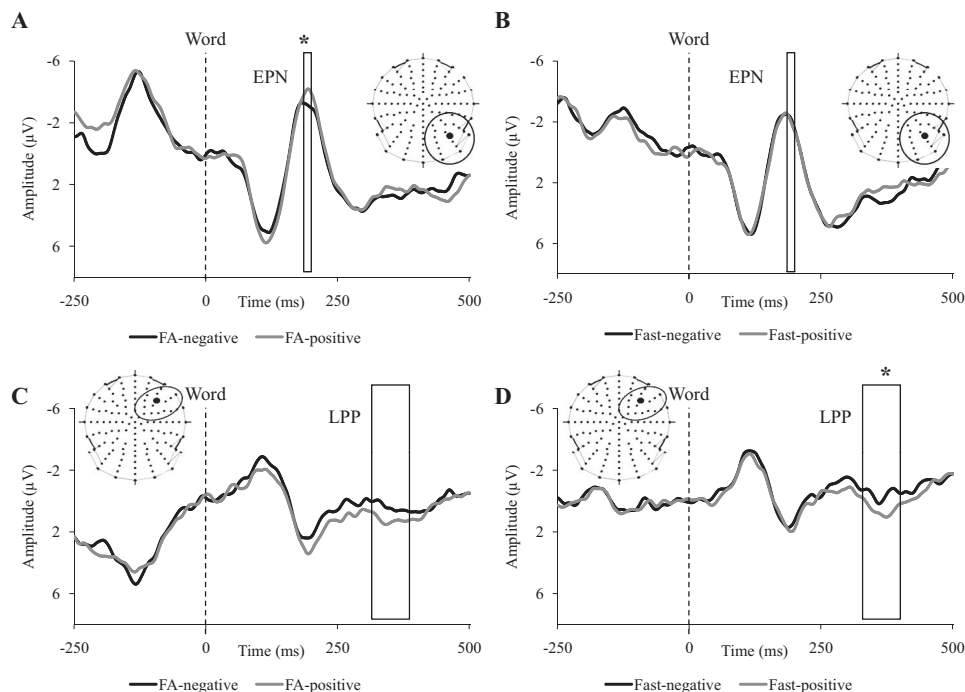 A
Word
*
EPN
-6
-2
2
6
Amplitude (µV)
-250
0
250
500
Time (ms)
FA-negative
FA-positive
B
Word
EPN
-6
-2
2
6
Amplitude (µV)
-250
0
250
500
Time (ms)
Fast-negative
Fast-positive
C
Word
LPP
-6
-2
2
6
Amplitude (µV)
-250
0
250
500
Time (ms)
FA-negative
FA-positive
D
Word
*
LPP
-6
-2
2
6
Amplitude (µV)
-250
0
250
500
Time (ms)
Fast-negative
Fast-positive